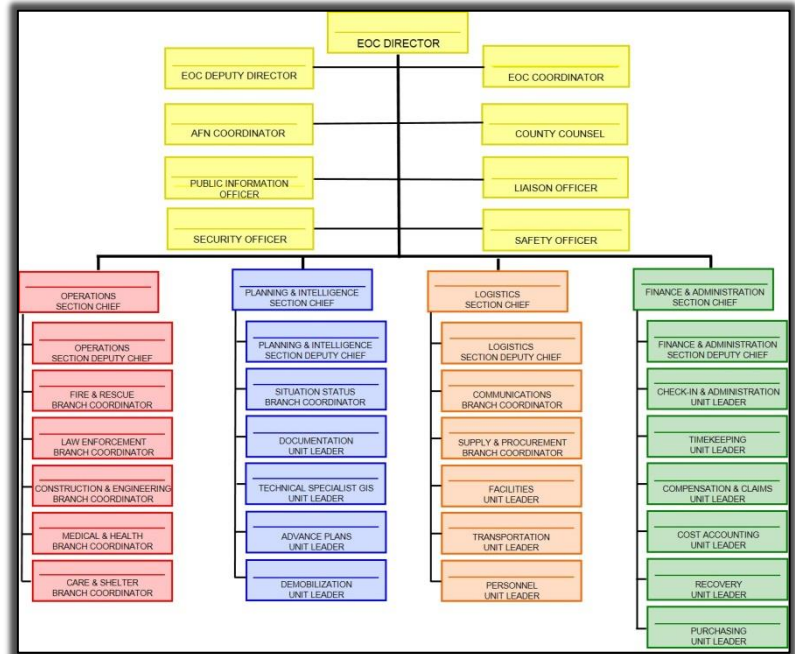 EOC DIRECTOR
EOC DEPUTY DIRECTOR
EOC COORDINATOR
AFN COORDINATOR
COUNTY COUNSEL
PUBLIC INFORMATION
OFFICER
LIAISON OFFICER
SECURITY OFFICER
SAFETY OFFICER
OPERATIONS
SECTION CHIEF
OPERATIONS
SECTION DEPUTY CHIEF
FIRE & RESCUE
BRANCH COORDINATOR
LAW ENFORCEMENT
BRANCH COORDINATOR
CONSTRUCTION & ENGINEERING
BRANCH COORDINATOR
MEDICAL & HEALTH
BRANCH COORDINATOR
CARE & SHELTER
BRANCH COORDINATOR
PLANNING & INTELLIGENCE
SECTION CHIEF
PLANNING & INTELLIGENCE
SECTION DEPUTY CHIEF
SITUATION STATUS
BRANCH COORDINATOR
DOCUMENTATION
UNIT LEADER
TECHNICAL SPECIALIST GIS
UNIT LEADER
ADVANCE PLANS
UNIT LEADER
DEMOBILIZATION
UNIT LEADER
LOGISTICS
SECTION CHIEF
LOGISTICS
SECTION DEPUTY CHIEF
COMMUNICATIONS
BRANCH COORDINATOR
SUPPLY & PROCUREMENT
BRANCH COORDINATOR
FACILITIES
UNIT LEADER
TRANSPORTATION
UNIT LEADER
PERSONNEL
UNIT LEADER
FINANCE & ADMINISTRATION
SECTION CHIEF
FINANCE & ADMINISTRATION
SECTION DEPUTY CHIEF
CHECK-IN & ADMINISTRATION
UNIT LEADER
TIMEKEEPING
UNIT LEADER
COMPENSATION & CLAIMS
UNIT LEADER
COST ACCOUNTING
UNIT LEADER
RECOVERY
UNIT LEADER
PURCHASING
UNIT LEADER